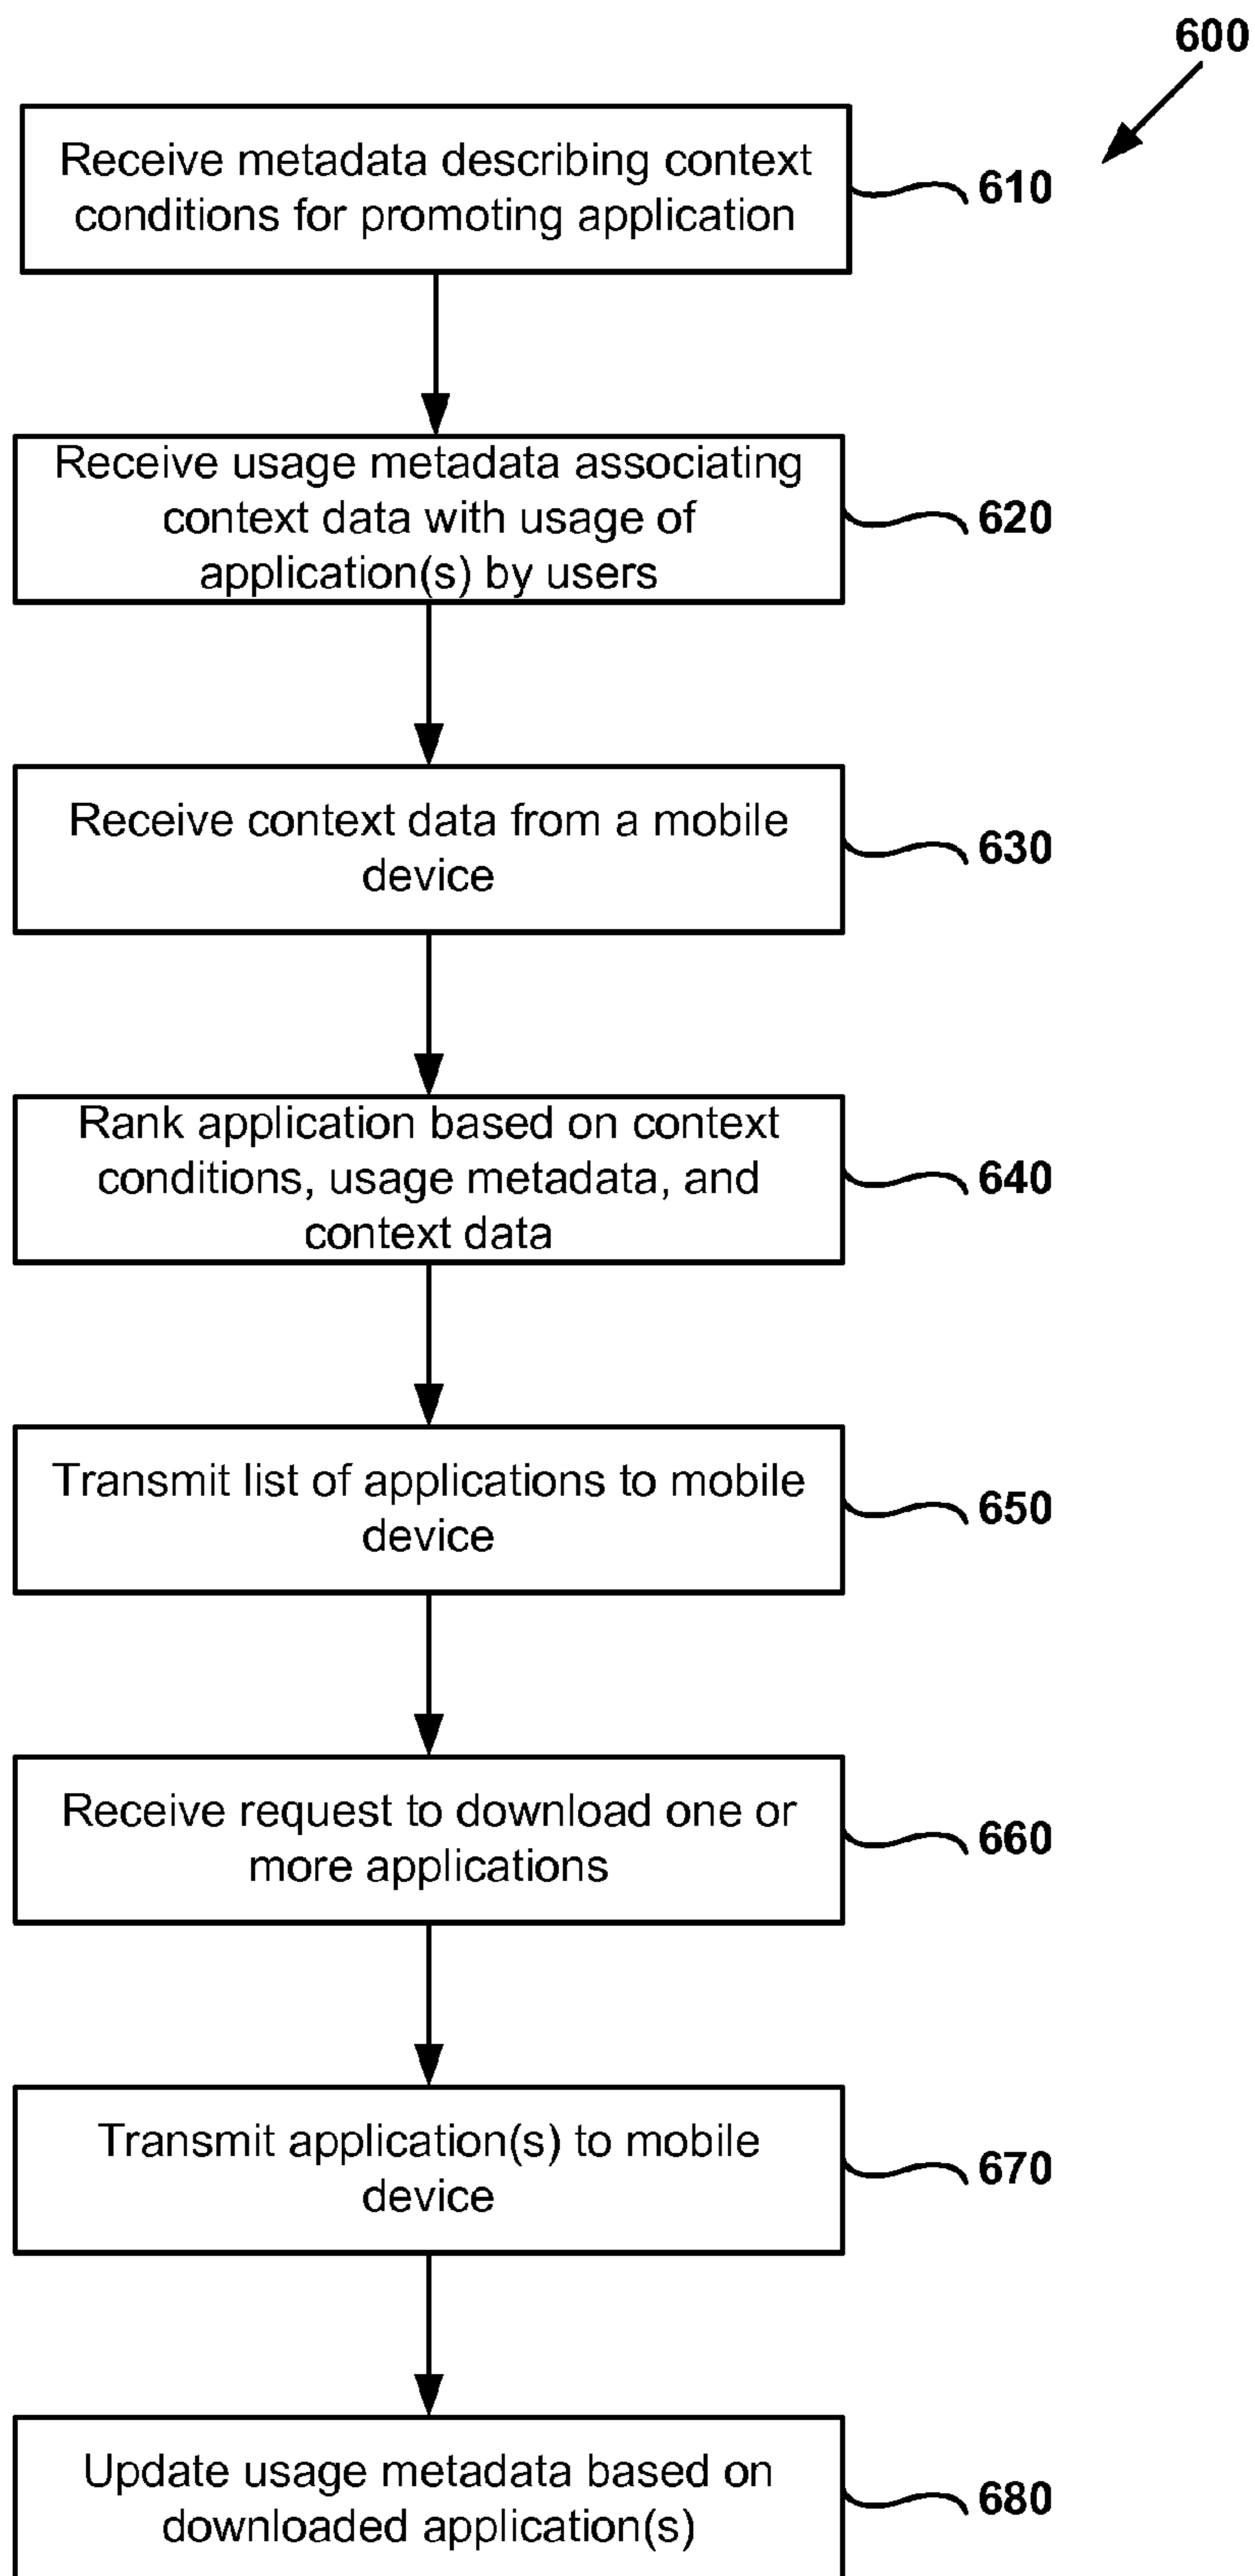 600
Receive metadata describing context
conditions for promoting application
610
Receive usage metadata associating
context data with usage of
application(s) by users
620
Receive context data from a mobile
device
630
Rank application based on context
conditions, usage metadata, and
context data
640
Transmit list of applications to mobile
device
650
Receive request to download one or
more applications
660
Transmit application(s) to mobile
device
670
Update usage metadata based on
downloaded application(s)
680